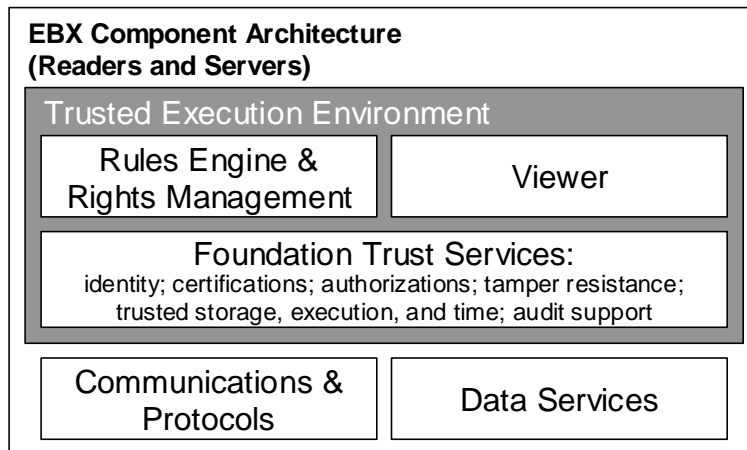 EBX Component Architecture
(Readers and Servers)
Trusted Execution Environment
Rules Engine &
Rights Management
Viewer
Foundation Trust Services:
identity; certifications; authorizations; tamper resistance;
trusted storage, execution, and time; audit support
Communications &
Protocols
Data Services